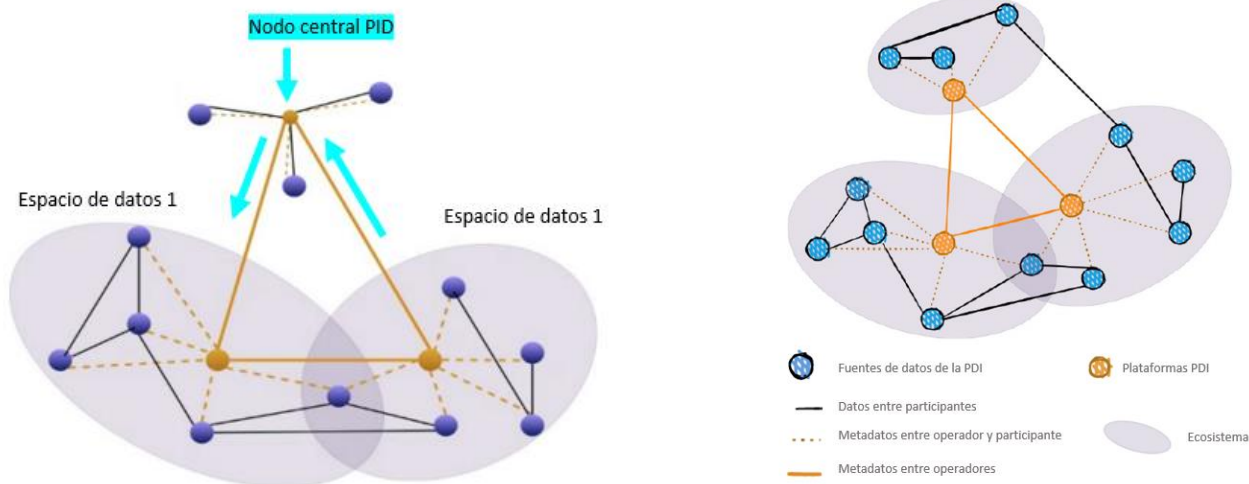 Nodo central PID
Espacio de datos 1
Espacio de datos 1
Fuentes de datos de la PDI
Plataformas PDI
Datos entre participantes
Metadatos entre operador y participante
Ecosistema
Metadatos entre operadores